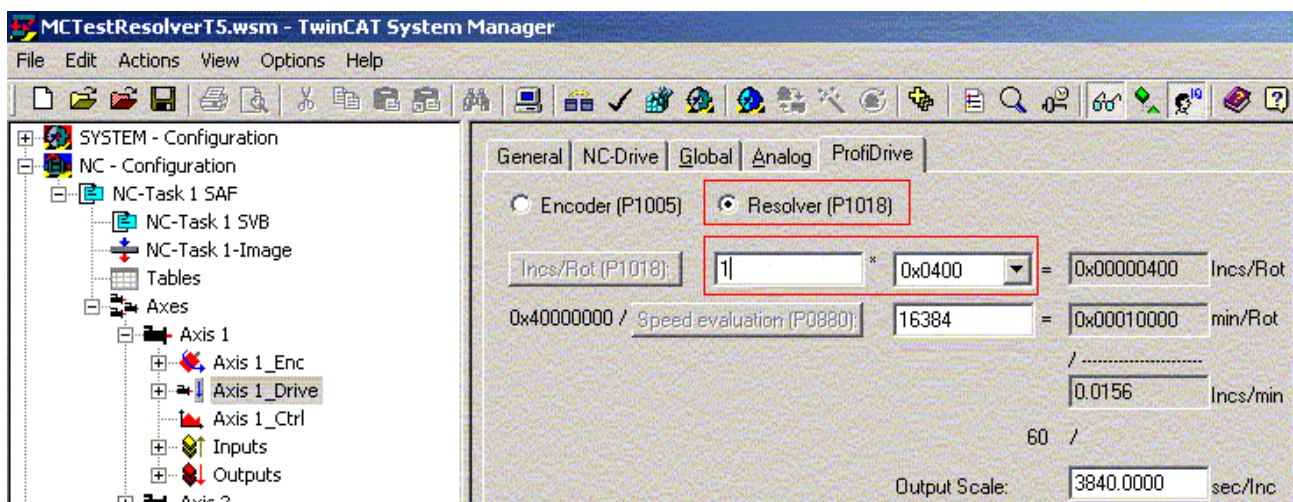 MCTestResolverT5.wsm - TwinCAT System Manager
File Edit Actions View Options Help
SYSTEM - Configuration
NC - Configuration
NC-Task 1 SAF
NC-Task 1 SVB
NC-Task 1-Image
Tables
Axes
Axis 1
Axis 1_Enc
Axis 1_Drive
Axis 1_Ctrl
Inputs
Outputs
General NC-Drive Global Analog ProfiDrive
Encoder (P1005) Resolver (P1018)
Incs/Rot (P1018): 1 * 0x0400 = 0x00000400 Incs/Rot
0x40000000 / Speed evaluation (P0880): 16384 = 0x00010000 min/Rot
/ -----------------------
0.0156 Incs/min
60 /
Output Scale: 3840.0000 sec/Inc